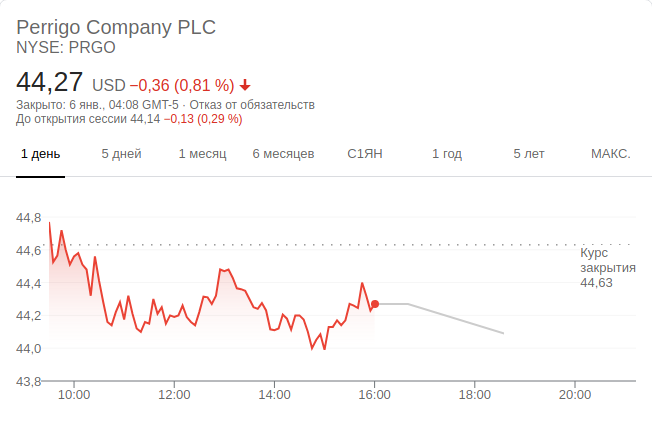 Perrigo Company PLC
NYSE: PRGO
44,27 USD −0,36 (0,81 %)
Закрыто: 6 янв., 04:08 GMT-5 · Отказ от обязательств
До открытия сессии 44,14 −0,13 (0,29 %)
1 день 5 дней 1 месяц 6 месяцев С1ЯН 1 год 5 лет МАКС.
44,8
44,6
Курс
закрытия
44,63
44,4
44,2
44,0
43,8
10:00 12:00 14:00 16:00 18:00 20:00